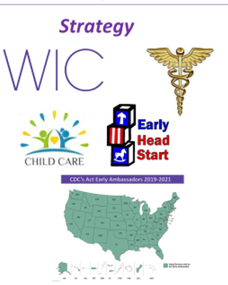 Strategy
WIC
CHILD CARE
Early
Head
Start
CDC's Act Early Ambassadors 2019-2021